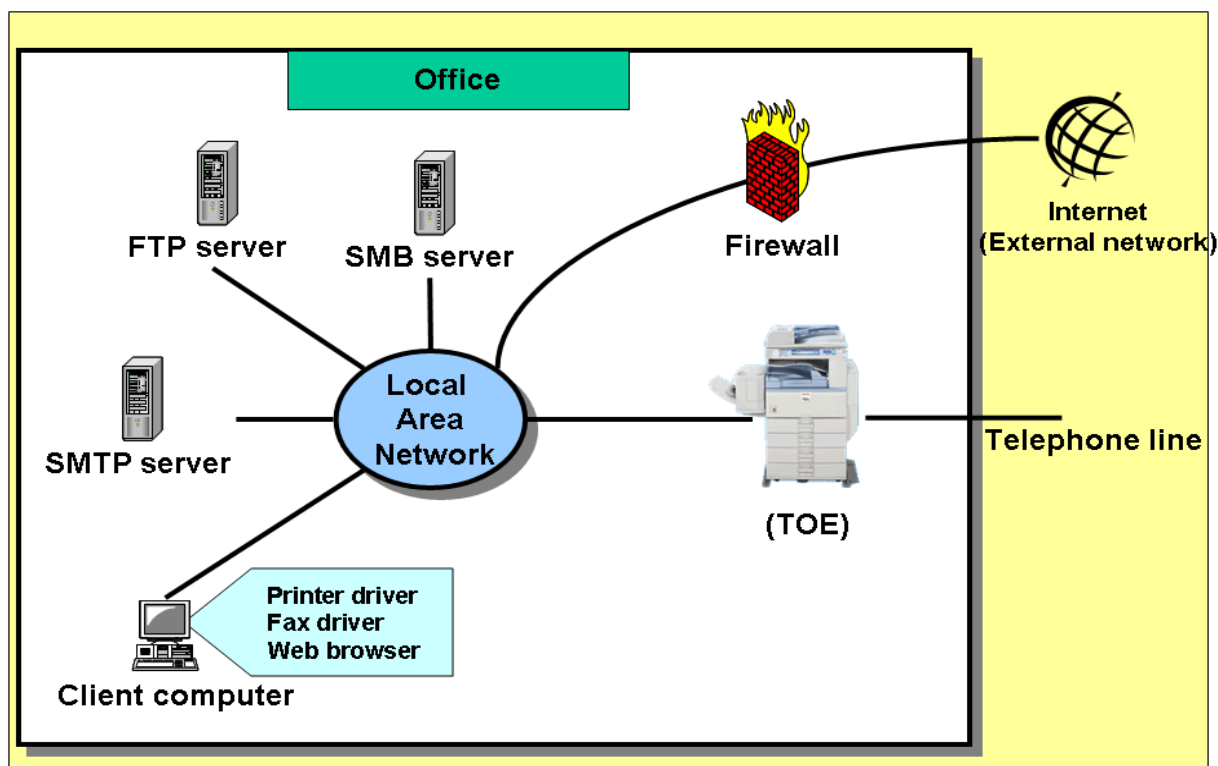 Office
FTP server
SMB server
Firewall
Internet
(External network)
Local
Area
Network
SMTP server
Telephone line
(TOE)
Printer driver
Fax driver
Web browser
Client computer